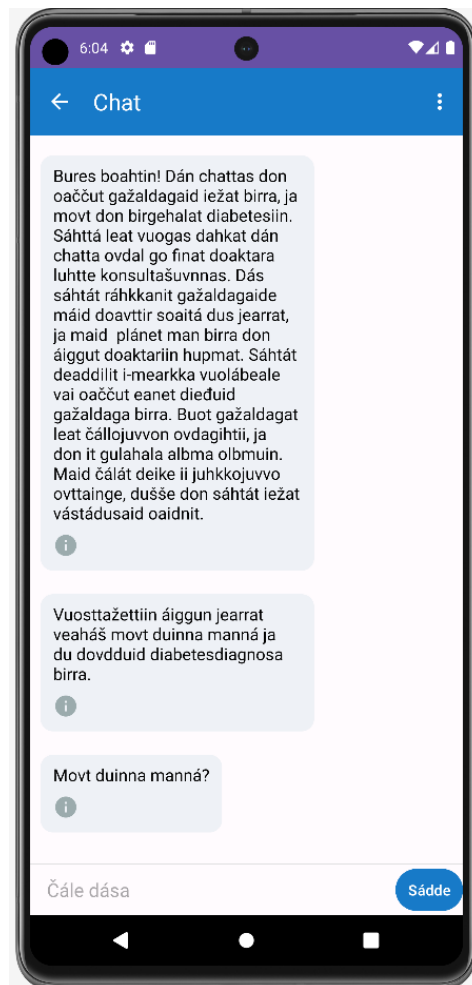 6:04
Chat
Bures boahtin! Dán chattas don
oaččut gažaldagaid iežat birra, ja
movt don birgehalat diabetesiin.
Sáhttá leat vuogas dahkat dán
chatta ovdal go finat doaktara
luhtte konsultašuvnnas. Dás
sáhtát ráhkkanit gažaldagaide
máid doavttir soaitá dus jearrat,
ja maid  plánet man birra don
áiggut doaktariin hupmat. Sáhtát
deaddilit i-mearkka vuolábeale
vai oaččut eanet dieđuid
gažaldaga birra. Buot gažaldagat
leat čállojuvvon ovdagihtii, ja
don it gulahala albma olbmuin.
Maid čálát deike ii juhkkojuvvo
ovttainge, dušše don sáhtát iežat
vástádusaid oaidnit.
Vuosttažettiin áiggun jearrat
veaháš movt duinna manná ja
du dovdduid diabetesdiagnosa
birra.
Movt duinna manná?
Čále dása
Sádde